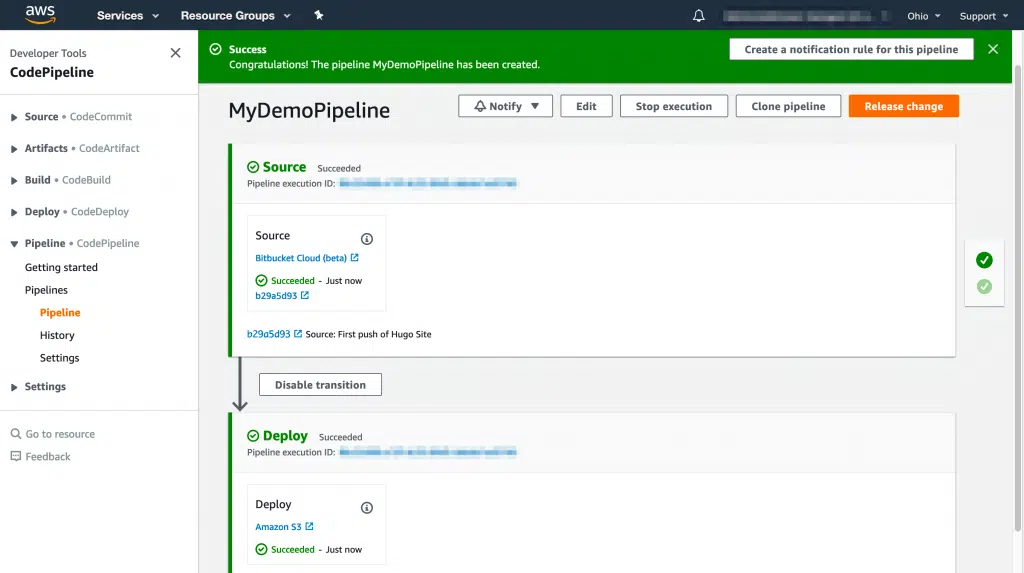 aws Services Resource Groups Ohio Support
Developer Tools
CodePipeline
Source • CodeCommit
Artifacts • CodeArtifact
Build • CodeBuild
Deploy • CodeDeploy
Pipeline • CodePipeline
Getting started
Pipelines
Pipeline
History
Settings
Settings
Go to resource
Feedback
Success
Congratulations! The pipeline MyDemoPipeline has been created.
Create a notification rule for this pipeline
MyDemoPipeline
Notify Edit Stop execution Clone pipeline Release change
Source Succeeded
Pipeline execution ID:
Source
Bitbucket Cloud (beta)
Succeeded - Just now
b29a5d93
b29a5d93 Source: First push of Hugo Site
Disable transition
Deploy Succeeded
Pipeline execution ID:
Deploy
Amazon S3
Succeeded - Just now